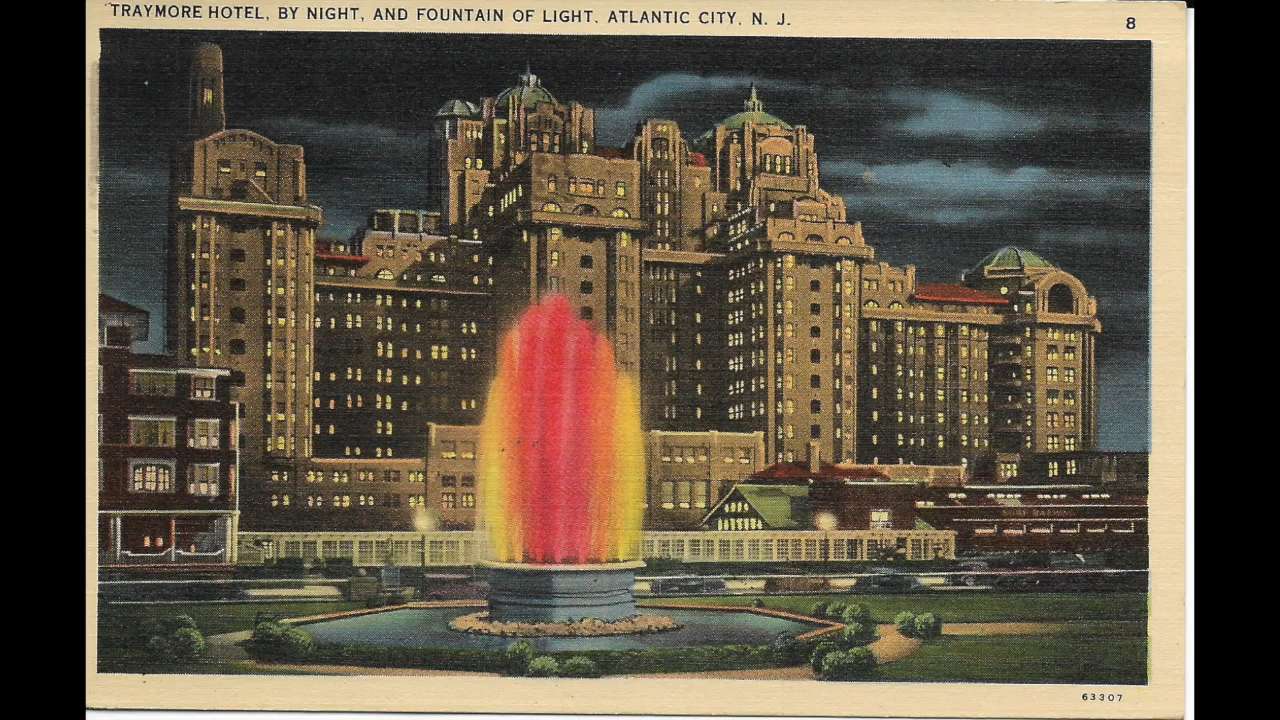 TRAYMORE HOTEL, BY NIGHT, AND FOUNTAIN OF LIGHT, ATLANTIC CITY, N. J.
8
63307